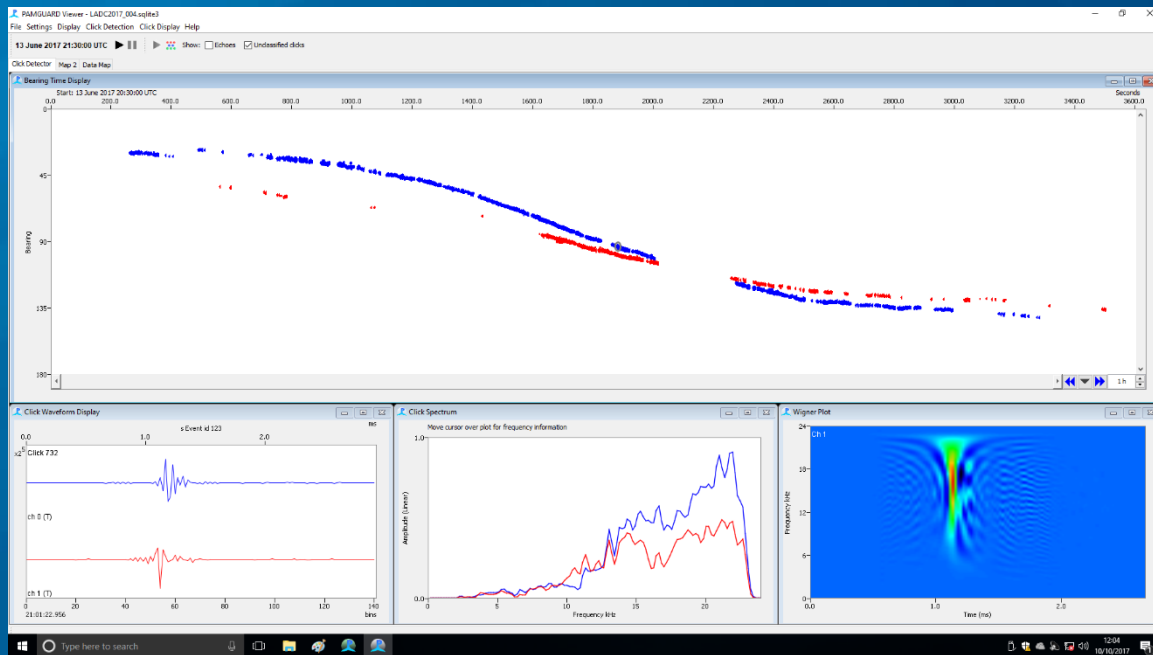 PAMGUARD Viewer - LADC2017_004.sqlite3
File Settings Display Click Detection Click Display Help
13 June 2017 21:30:00 UTC Show: Echoes Unclassified clicks
Click Detector Map 2 Data Map
Bearing Time Display
Start: 13 June 2017 20:30:00 UTC Seconds
0.0 200.0 400.0 600.0 800.0 1000.0 1200.0 1400.0 1600.0 1800.0 2000.0 2200.0 2400.0 2600.0 2800.0 3000.0 3200.0 3400.0 3600.0
0
45
90
135
180
Bearing
1h
Click Waveform Display
ms
s Event id 123
0.0 1.0 2.0
x2^5 Click 732
ch 0 (T)
ch 1 (T)
0 20 40 60 80 100 120 140
21:01:22.956 bins
Click Spectrum
Move cursor over plot for frequency information
1.0
Amplitude (Linear)
0.0
0 5 10 15 20
Frequency kHz
Wigner Plot
Ch 1
24
18
12
6
0
Frequency kHz
0.0 1.0 2.0
Time (ms)
Type here to search
12:04
10/10/2017